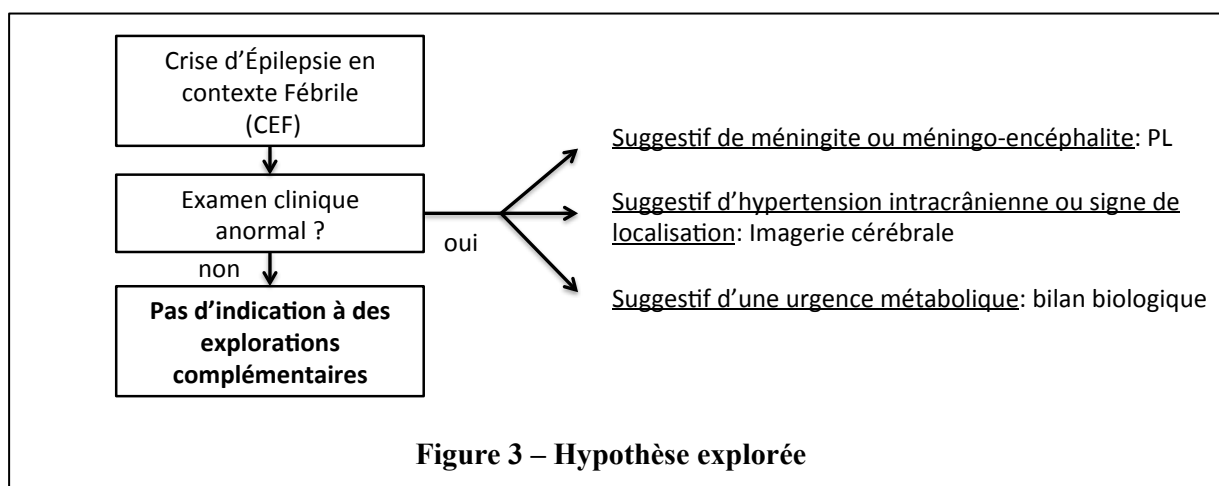 Crise d’Épilepsie en
contexte Fébrile
(CEF)
Examen clinique
anormal ?
oui
non
Pas d’indication à des
explorations
complémentaires
Suggestif de méningite ou méningo-encéphalite: PL
Suggestif d’hypertension intracrânienne ou signe de
localisation: Imagerie cérébrale
Suggestif d’une urgence métabolique: bilan biologique
Figure 3 – Hypothèse explorée